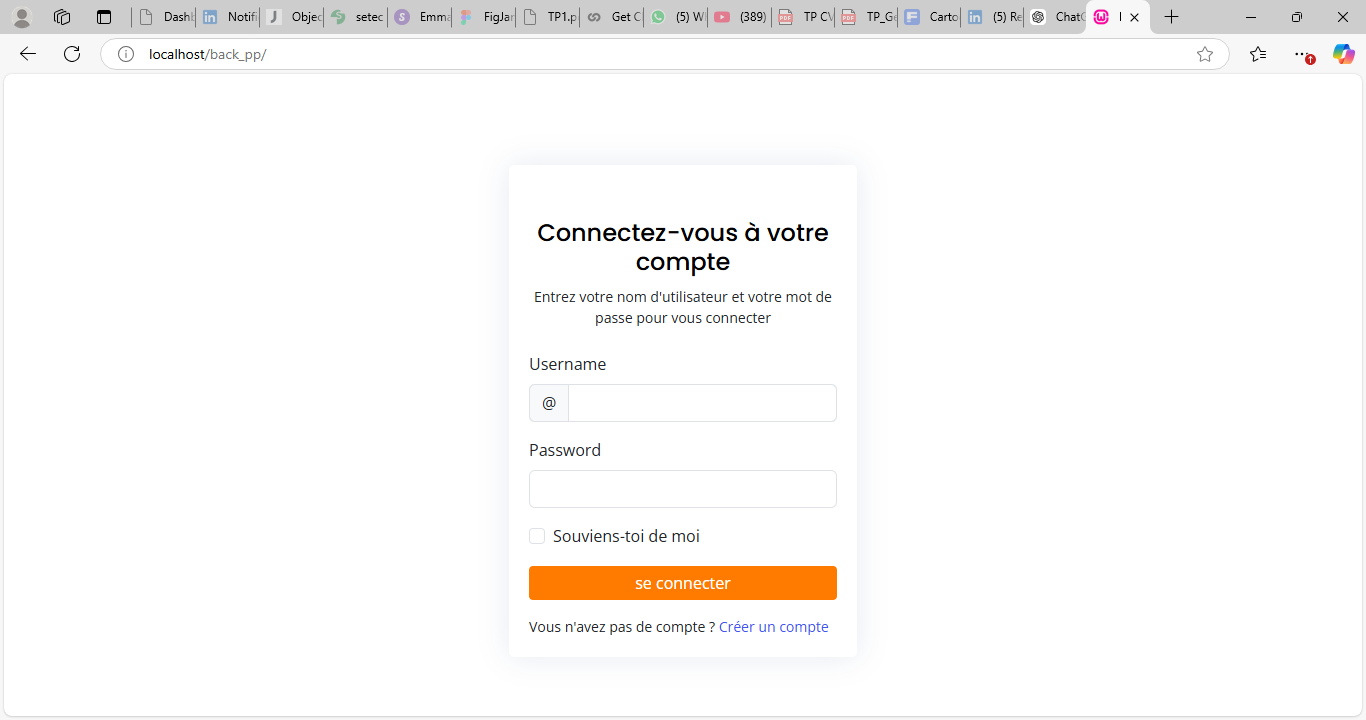 Dash
Notifi
Objec
setec
Emma
FigJar
TP1.p
Get C
(5) W
(389)
TP CV
TP_Ge
Carto
(5) Re
ChatG
localhost/back_pp/
Connectez-vous à votre
compte
Entrez votre nom d'utilisateur et votre mot de
passe pour vous connecter
Username
@
Password
Souviens-toi de moi
se connecter
Vous n'avez pas de compte ? Créer un compte